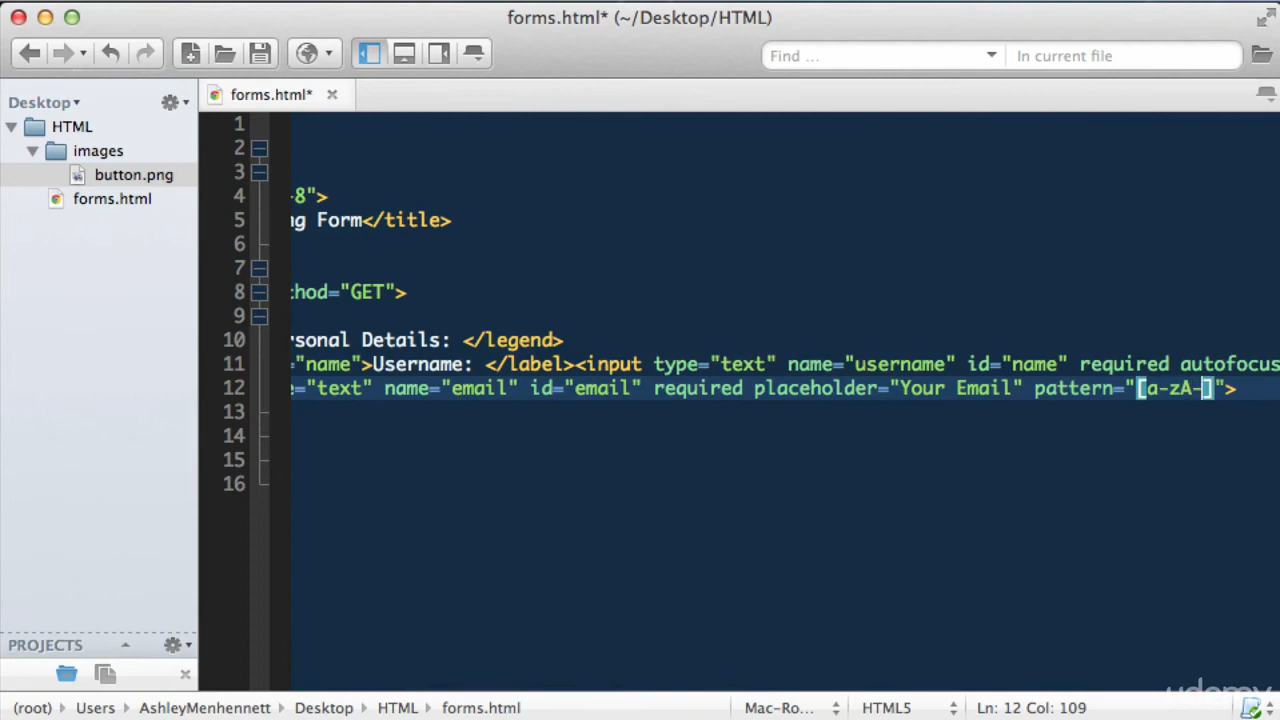 forms.html* (~/Desktop/HTML)
Find ...
In current file
Desktop
forms.html*
HTML
images
button.png
forms.html
1
2
3
4 -8">
5 ng Form</title>
6
7
8 thod="GET">
9
10 rsonal Details: </legend>
11 ="name">Username: </label><input type="text" name="username" id="name" required autofocus
12 e="text" name="email" id="email" required placeholder="Your Email" pattern="[a-zA-]">
13
14
15
16
PROJECTS
udemy
(root) Users AshleyMenhennett Desktop HTML forms.html Mac-Ro... HTML5 Ln: 12 Col: 109